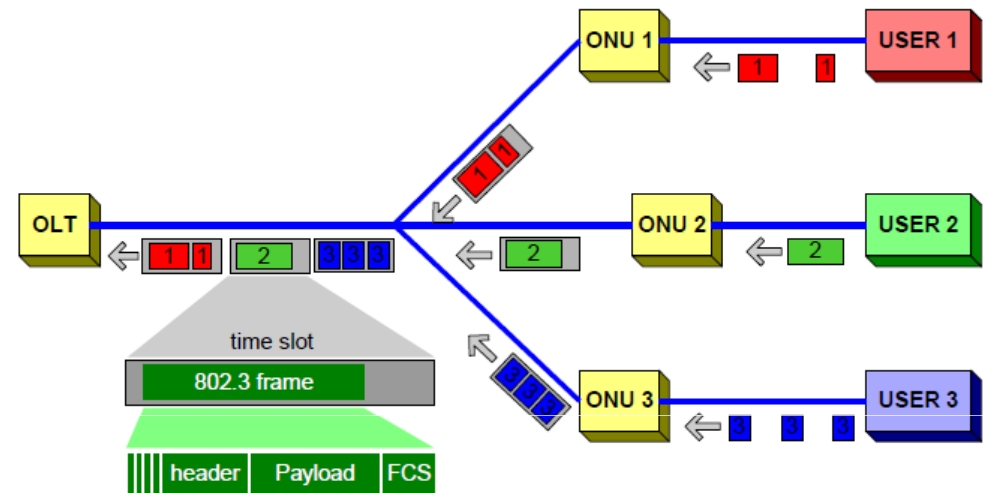 ONU 1
USER 1
1 1
1 1
OLT
ONU 2
USER 2
1 1 2 3 3 3
2
2
time slot
802.3 frame
3 3 3
ONU 3
USER 3
3 3 3
header Payload FCS